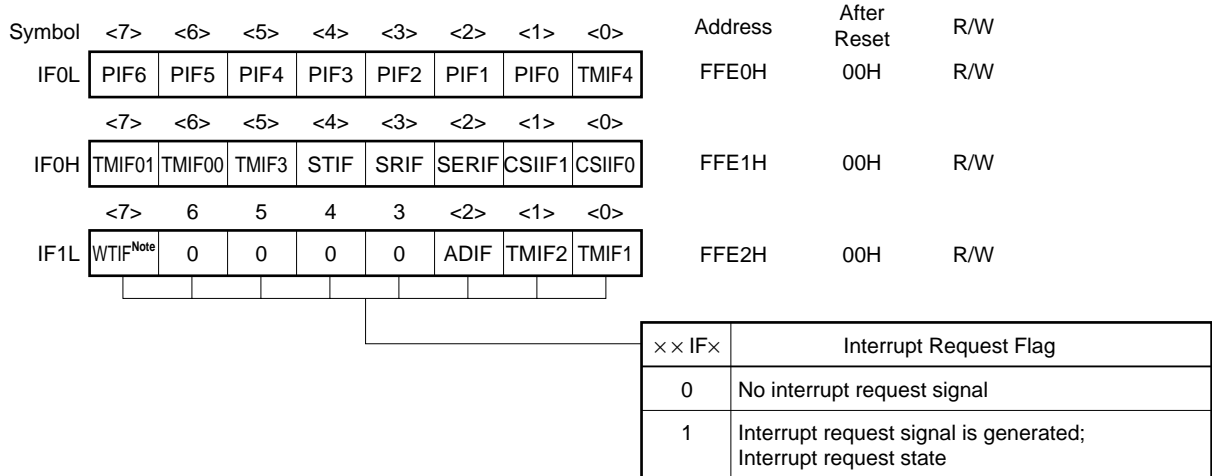 Symbol <7> <6> <5> <4> <3> <2> <1> <0> Address After Reset R/W
IF0L PIF6 PIF5 PIF4 PIF3 PIF2 PIF1 PIF0 TMIF4 FFE0H 00H R/W
<7> <6> <5> <4> <3> <2> <1> <0>
IF0H TMIF01 TMIF00 TMIF3 STIF SRIF SERIF CSIIF1 CSIIF0 FFE1H 00H R/W
<7> 6 5 4 3 <2> <1> <0>
IF1L WTIFNote 0 0 0 0 ADIF TMIF2 TMIF1 FFE2H 00H R/W
××IF× Interrupt Request Flag
0 No interrupt request signal
1 Interrupt request signal is generated;
Interrupt request state